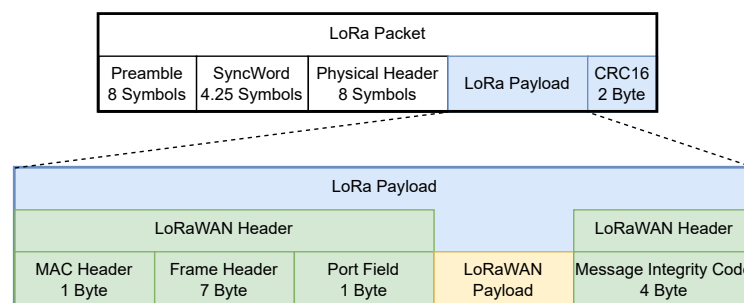 LoRa Packet
Preamble
8 Symbols
SyncWord
4.25 Symbols
Physical Header
8 Symbols
LoRa Payload
CRC16
2 Byte
LoRa Payload
LoRaWAN Header
LoRaWAN Header
MAC Header
1 Byte
Frame Header
7 Byte
Port Field
1 Byte
LoRaWAN
Payload
Message Integrity Code
4 Byte